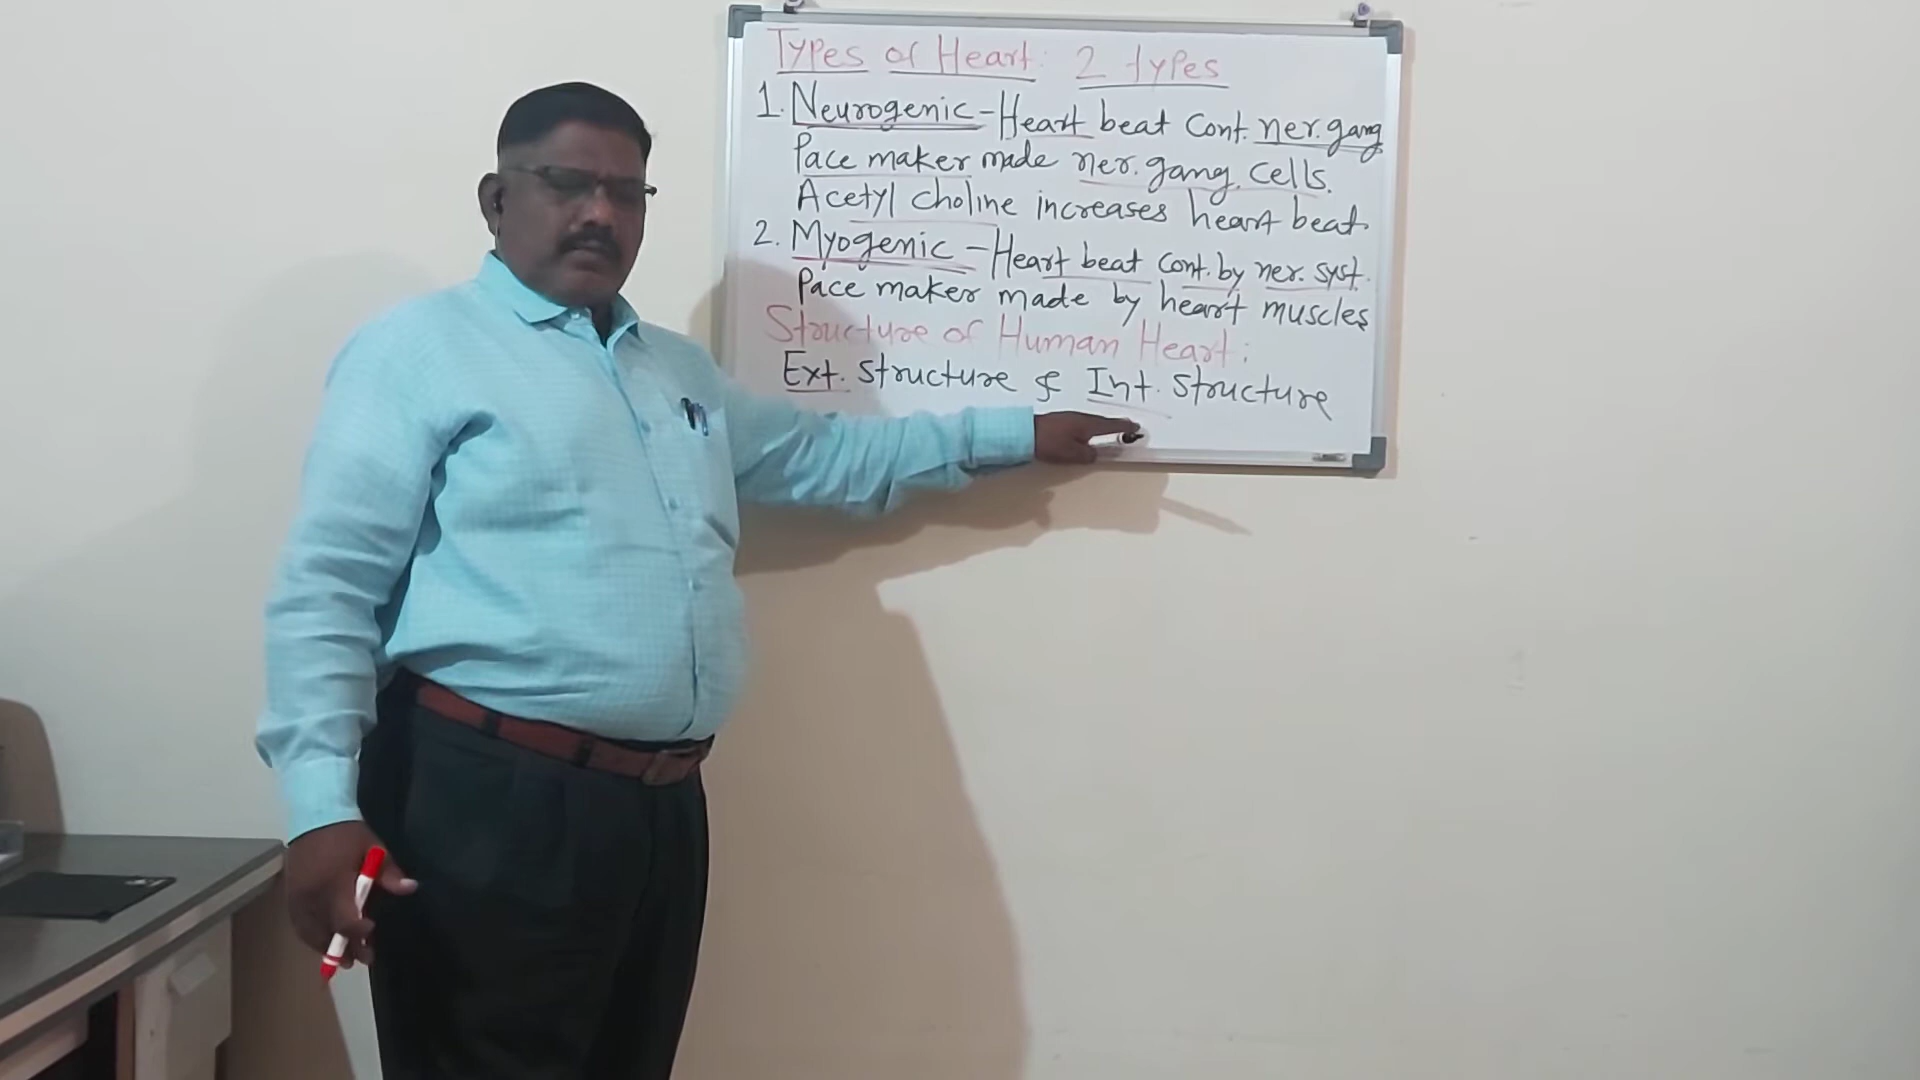 Types of Heart: 2 types
1. Neurogenic - Heart beat Cont. ner. gang
Pace maker made ner. gang. cells.
Acetyl choline increases heart beat.
2. Myogenic - Heart beat Cont. by ner. syst.
Pace maker made by heart muscles
Structure of Human Heart:
Ext. Structure & Int. Structure